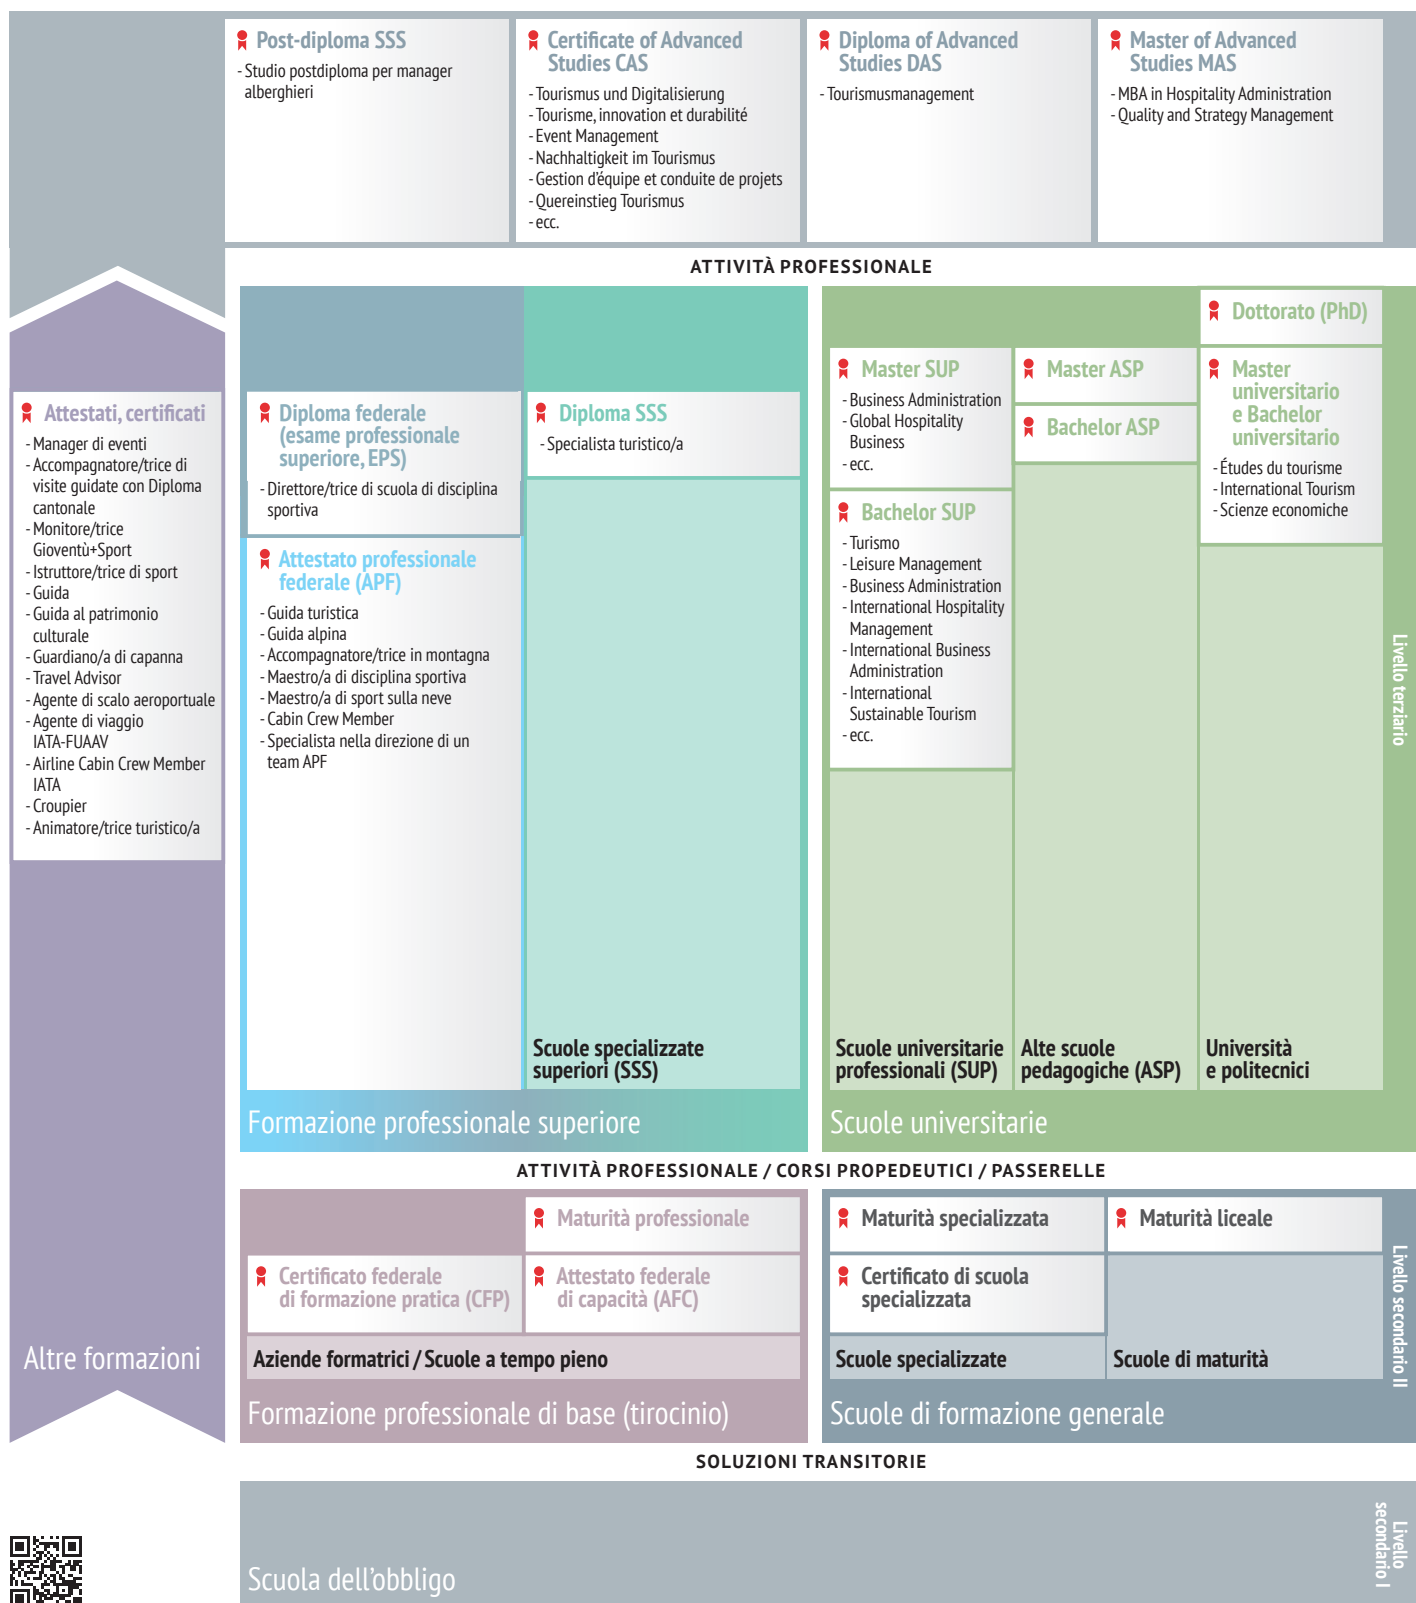 Post-diploma SSS
- Studio postdiploma per manager
alberghieri
Certificate of Advanced
Studies CAS
- Tourismus und Digitalisierung
- Tourisme, innovation et durabilité
- Event Management
- Nachhaltigkeit im Tourismus
- Gestion d'équipe et conduite de projets
- Quereinstieg Tourismus
- ecc.
Diploma of Advanced
Studies DAS
- Tourismusmanagement
Master of Advanced
Studies MAS
- MBA in Hospitality Administration
- Quality and Strategy Management
ATTIVITÀ PROFESSIONALE
Attestati, certificati
- Manager di eventi
- Accompagnatore/trice di
visite guidate con Diploma
cantonale
- Monitore/trice
Gioventù+Sport
- Istruttore/trice di sport
- Guida
- Guida al patrimonio
culturale
- Guardiano/a di capanna
- Travel Advisor
- Agente di scalo aeroportuale
- Agente di viaggio
IATA-FUAAV
- Airline Cabin Crew Member
IATA
- Croupier
- Animatore/trice turistico/a
Altre formazioni
Diploma federale
(esame professionale
superiore, EPS)
- Direttore/trice di scuola di disciplina
sportiva
Attestato professionale
federale (APF)
- Guida turistica
- Guida alpina
- Accompagnatore/trice in montagna
- Maestro/a di disciplina sportiva
- Maestro/a di sport sulla neve
- Cabin Crew Member
- Specialista nella direzione di un
team APF
Diploma SSS
- Specialista turistico/a
Scuole specializzate
superiori (SSS)
Formazione professionale superiore
Master SUP
- Business Administration
- Global Hospitality
Business
- ecc.
Bachelor SUP
- Turismo
- Leisure Management
- Business Administration
- International Hospitality
Management
- International Business
Administration
- International
Sustainable Tourism
- ecc.
Scuole universitarie
professionali (SUP)
Master ASP
Bachelor ASP
Alte scuole
pedagogiche (ASP)
Dottorato (PhD)
Master
universitario
e Bachelor
universitario
- Études du tourisme
- International Tourism
- Scienze economiche
Università
e politecnici
Scuole universitarie
Livello terziario
ATTIVITÀ PROFESSIONALE / CORSI PROPEDEUTICI / PASSERELLE
Maturità professionale
Certificato federale
di formazione pratica (CFP)
Attestato federale
di capacità (AFC)
Aziende formatrici / Scuole a tempo pieno
Formazione professionale di base (tirocinio)
Maturità specializzata
Maturità liceale
Certificato di scuola
specializzata
Scuole specializzate
Scuole di maturità
Scuole di formazione generale
Livello secondario II
SOLUZIONI TRANSITORIE
Scuola dell'obbligo
Livello
secondario I